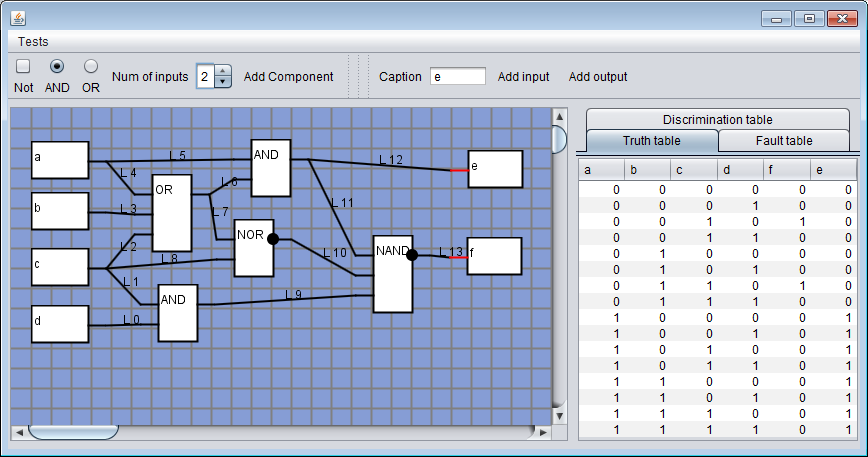 Tests
Not AND OR
Num of inputs 2 Add Component Caption e Add input Add output
a L 5 AND L 12 e
L 4
OR L 6
b L 3 L 7 L 11
NOR
L 2 L 8 L 10 NAND L 13 f
c
L 1 AND L 9
d L 0
Discrimination table
Truth table Fault table
a b c d f e
0 0 0 0 0 0
0 0 0 1 0 0
0 0 1 0 1 0
0 0 1 1 0 0
0 1 0 0 0 0
0 1 0 1 0 0
0 1 1 0 1 0
0 1 1 1 0 0
1 0 0 0 0 1
1 0 0 1 0 1
1 0 1 0 0 1
1 0 1 1 0 1
1 1 0 0 0 1
1 1 0 1 0 1
1 1 1 0 0 1
1 1 1 1 0 1